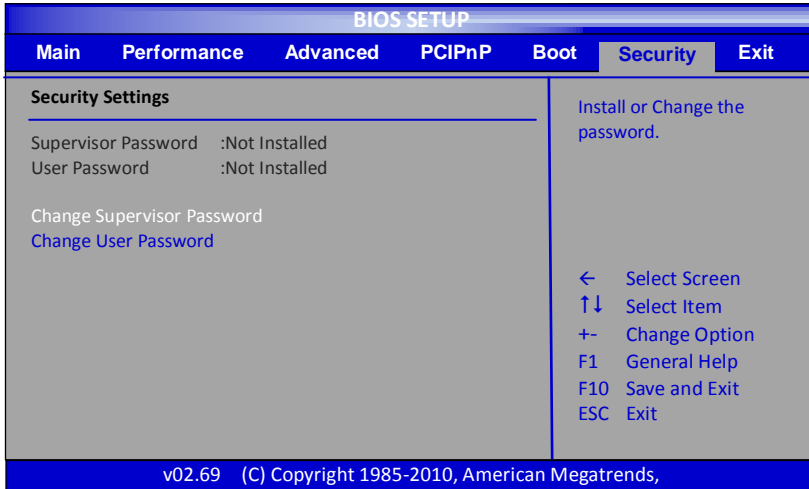 BIOS SETUP
Main Performance Advanced PCIPnP Boot Security Exit
Security Settings
Supervisor Password :Not Installed
User Password :Not Installed
Change Supervisor Password
Change User Password
Install or Change the
password.
← Select Screen
↑↓ Select Item
+- Change Option
F1 General Help
F10 Save and Exit
ESC Exit
v02.69 (C) Copyright 1985-2010, American Megatrends,